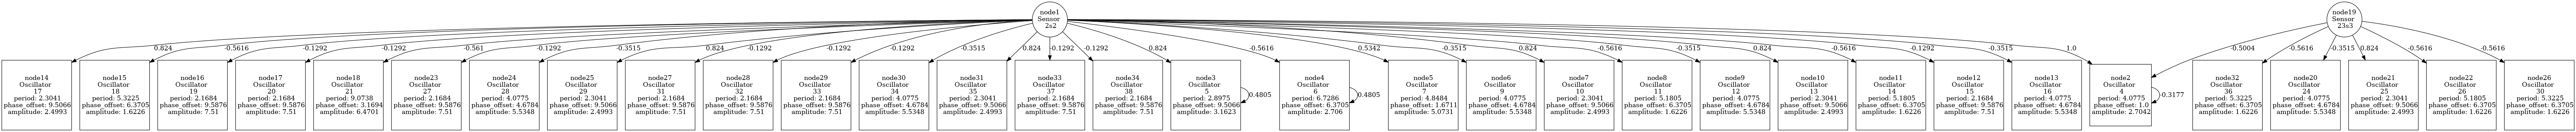 node1
Sensor
2s2
node19
Sensor
23s3
0.824
-0.5616
-0.1292
-0.1292
-0.561
-0.1292
-0.3515
0.824
-0.1292
-0.1292
-0.1292
-0.3515
0.824
-0.1292
-0.1292
0.824
-0.5616
0.5342
-0.3515
0.824
-0.5616
-0.3515
0.824
-0.5616
-0.1292
-0.3515
1.0
-0.5004
-0.5616
-0.3515
0.824
-0.5616
-0.5616
node14
Oscillator
17
period: 2.3041
phase_offset: 9.5066
amplitude: 2.4993
node15
Oscillator
18
period: 5.3225
phase_offset: 6.3705
amplitude: 1.6226
node16
Oscillator
19
period: 2.1684
phase_offset: 9.5876
amplitude: 7.51
node17
Oscillator
20
period: 2.1684
phase_offset: 9.5876
amplitude: 7.51
node18
Oscillator
21
period: 9.0738
phase_offset: 3.1694
amplitude: 6.4701
node23
Oscillator
27
period: 2.1684
phase_offset: 9.5876
amplitude: 7.51
node24
Oscillator
28
period: 4.0775
phase_offset: 4.6784
amplitude: 5.5348
node25
Oscillator
29
period: 2.3041
phase_offset: 9.5066
amplitude: 2.4993
node27
Oscillator
31
period: 2.1684
phase_offset: 9.5876
amplitude: 7.51
node28
Oscillator
32
period: 2.1684
phase_offset: 9.5876
amplitude: 7.51
node29
Oscillator
33
period: 2.1684
phase_offset: 9.5876
amplitude: 7.51
node30
Oscillator
34
period: 4.0775
phase_offset: 4.6784
amplitude: 5.5348
node31
Oscillator
35
period: 2.3041
phase_offset: 9.5066
amplitude: 2.4993
node33
Oscillator
37
period: 2.1684
phase_offset: 9.5876
amplitude: 7.51
node34
Oscillator
38
period: 2.1684
phase_offset: 9.5876
amplitude: 7.51
node3
Oscillator
5
period: 2.8975
phase_offset: 9.5066
amplitude: 3.1623
0.4805
node4
Oscillator
6
period: 6.7286
phase_offset: 6.3705
amplitude: 2.706
0.4805
node5
Oscillator
7
period: 4.8484
phase_offset: 1.6711
amplitude: 5.0731
node6
Oscillator
9
period: 4.0775
phase_offset: 4.6784
amplitude: 5.5348
node7
Oscillator
10
period: 2.3041
phase_offset: 9.5066
amplitude: 2.4993
node8
Oscillator
11
period: 5.1805
phase_offset: 6.3705
amplitude: 1.6226
node9
Oscillator
12
period: 4.0775
phase_offset: 4.6784
amplitude: 5.5348
node10
Oscillator
13
period: 2.3041
phase_offset: 9.5066
amplitude: 2.4993
node11
Oscillator
14
period: 5.1805
phase_offset: 6.3705
amplitude: 1.6226
node12
Oscillator
15
period: 2.1684
phase_offset: 9.5876
amplitude: 7.51
node13
Oscillator
16
period: 4.0775
phase_offset: 4.6784
amplitude: 5.5348
node2
Oscillator
4
period: 4.0775
phase_offset: 1.0
amplitude: 2.7042
-0.3177
node32
Oscillator
36
period: 5.3225
phase_offset: 6.3705
amplitude: 1.6226
node20
Oscillator
24
period: 4.0775
phase_offset: 4.6784
amplitude: 5.5348
node21
Oscillator
25
period: 2.3041
phase_offset: 9.5066
amplitude: 2.4993
node22
Oscillator
26
period: 5.1805
phase_offset: 6.3705
amplitude: 1.6226
node26
Oscillator
30
period: 5.3225
phase_offset: 6.3705
amplitude: 1.6226